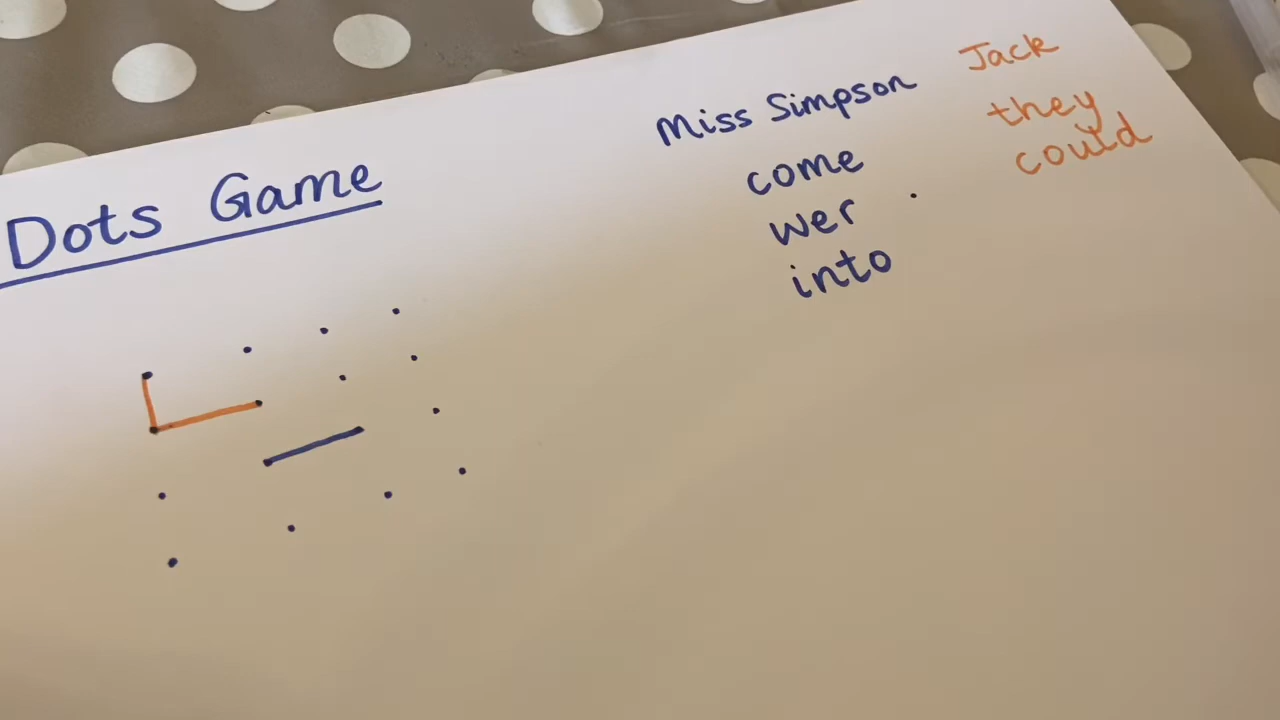 Dots Game
Miss Simpson
come
wer
into
Jack
they
could